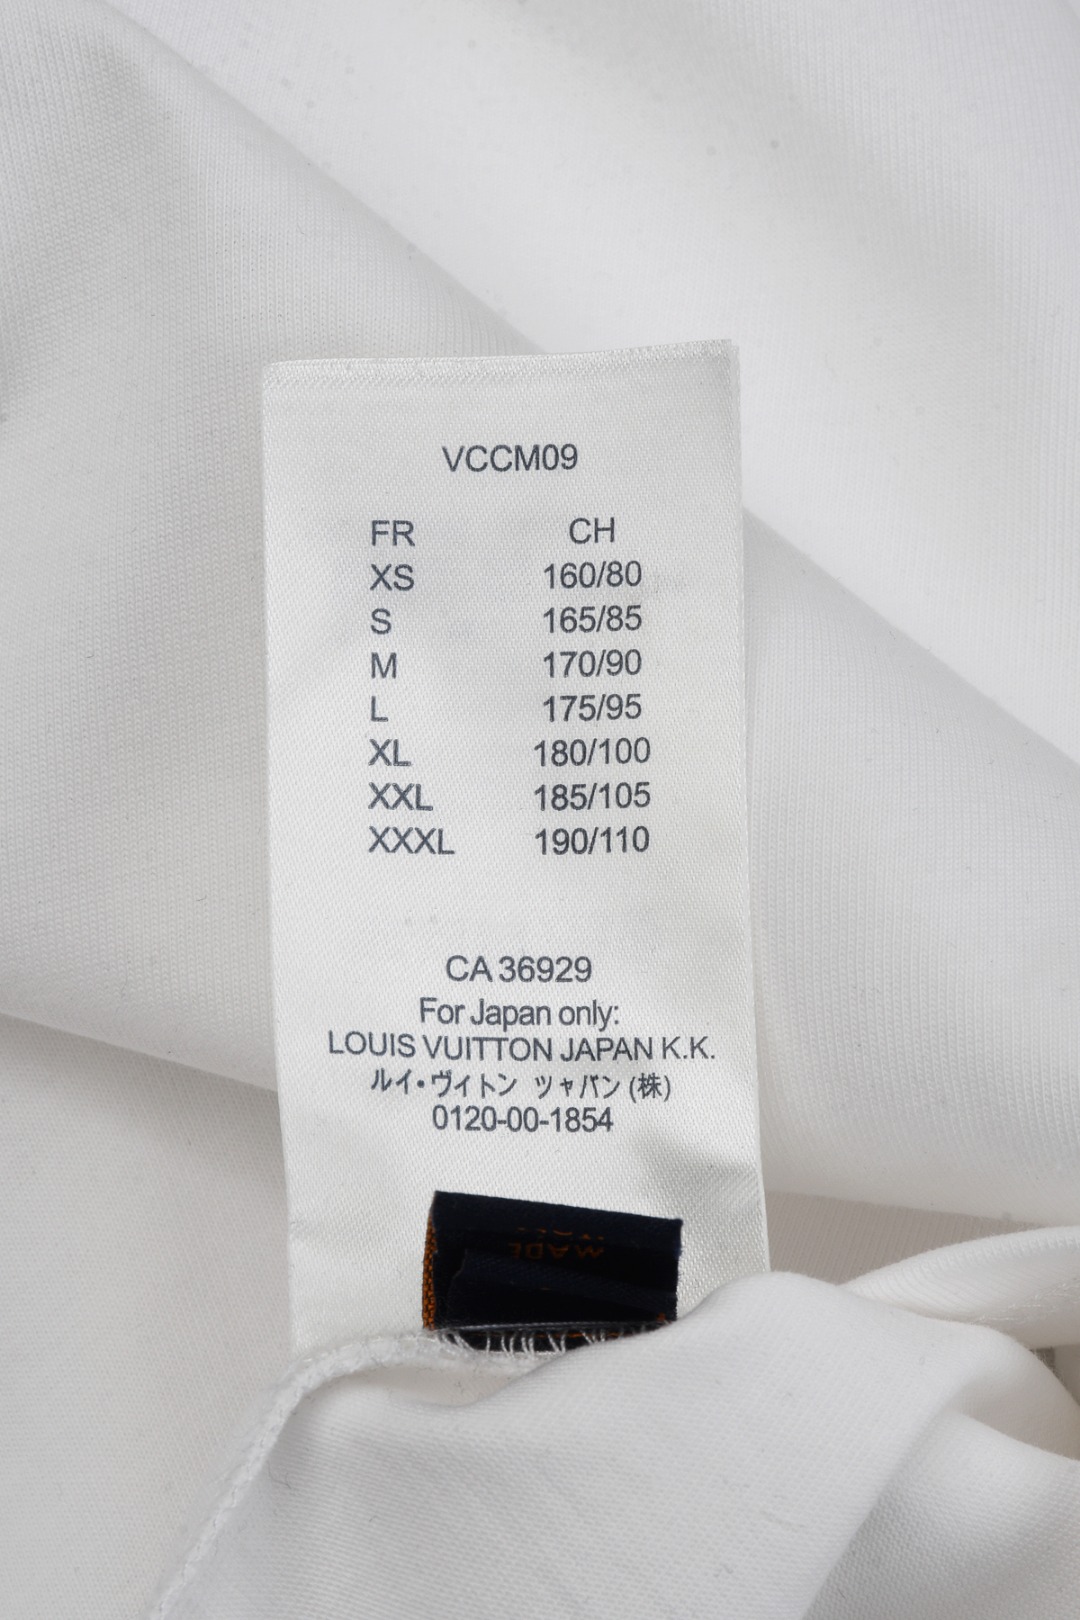 VCCM09
FR CH
XS 160/80
S 165/85
M 170/90
L 175/95
XL 180/100
XXL 185/105
XXXL 190/110
CA 36929
For Japan only:
LOUIS VUITTON JAPAN K.K.
ルイ・ヴィトン ツャパン (株)
0120-00-1854
MADE